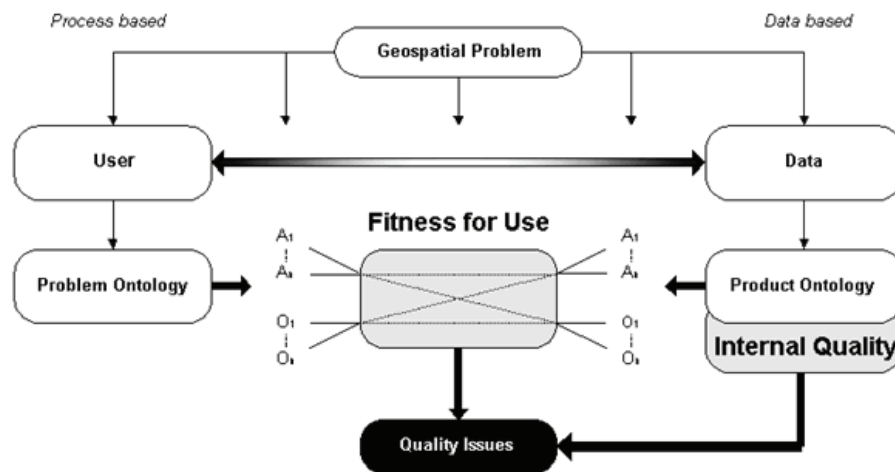 Process based
Data based
Geospatial Problem
User
Data
Fitness for Use
A1
An
O1
On
A1
An
O1
On
Problem Ontology
Product Ontology
Internal Quality
Quality Issues